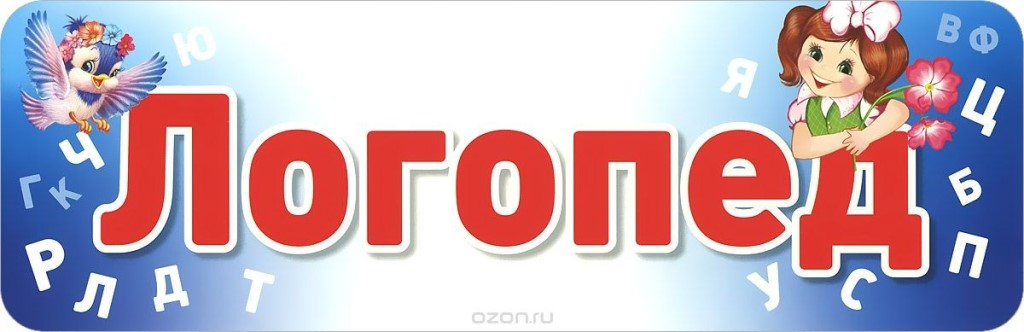 Ю
Я
В Ф
Ц
Ч
Логопед
Г К
Б
Р Л Д Т
У С П
ozon.ru